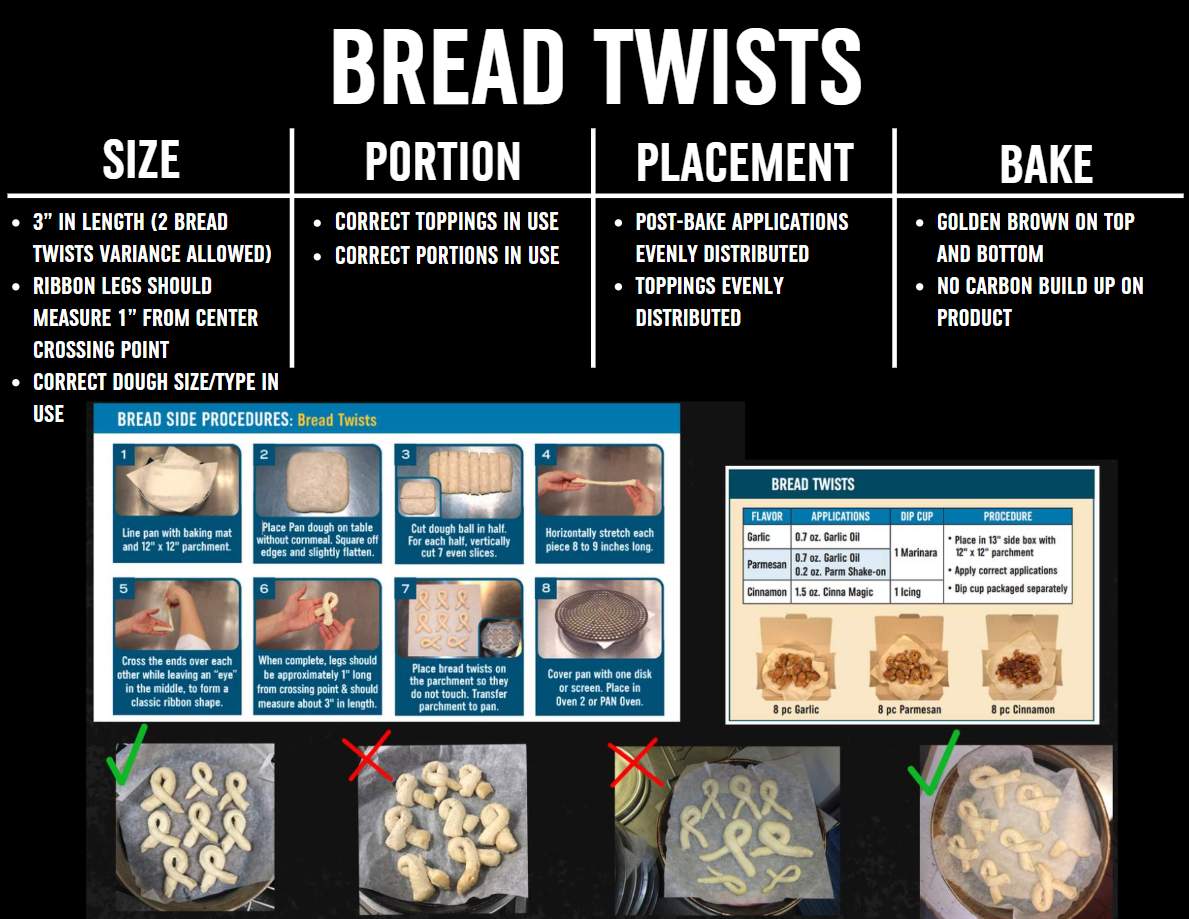 BREAD TWISTS
SIZE
• 3” IN LENGTH (2 BREAD
TWISTS VARIANCE ALLOWED)
• RIBBON LEGS SHOULD
MEASURE 1” FROM CENTER
CROSSING POINT
• CORRECT DOUGH SIZE/TYPE IN
USE
PORTION
• CORRECT TOPPINGS IN USE
• CORRECT PORTIONS IN USE
PLACEMENT
• POST-BAKE APPLICATIONS
EVENLY DISTRIBUTED
• TOPPINGS EVENLY
DISTRIBUTED
BAKE
• GOLDEN BROWN ON TOP
AND BOTTOM
• NO CARBON BUILD UP ON
PRODUCT
BREAD SIDE PROCEDURES: Bread Twists
1
Line pan with baking mat
and 12" x 12" parchment.
2
Place Pan dough on table
without cornmeal. Square off
edges and slightly flatten.
3
Cut dough ball in half.
For each half, vertically
cut 7 even slices.
4
Horizontally stretch each
piece 8 to 9 inches long.
5
Cross the ends over each
other while leaving an "eye"
in the middle, to form a
classic ribbon shape.
6
When complete, legs should
be approximately 1" long
from crossing point & should
measure about 3" in length.
7
Place bread twists on
the parchment so they
do not touch. Transfer
parchment to pan.
8
Cover pan with one disk
or screen. Place in
Oven 2 or PAN Oven.
BREAD TWISTS
FLAVOR APPLICATIONS DIP CUP PROCEDURE
Garlic 0.7 oz. Garlic Oil
Parmesan 0.7 oz. Garlic Oil
0.2 oz. Parm Shake-on
1 Marinara
Cinnamon 1.5 oz. Cinna Magic 1 Icing
• Place in 13" side box with
12" x 12" parchment
• Apply correct applications
• Dip cup packaged separately
8 pc Garlic
8 pc Parmesan
8 pc Cinnamon